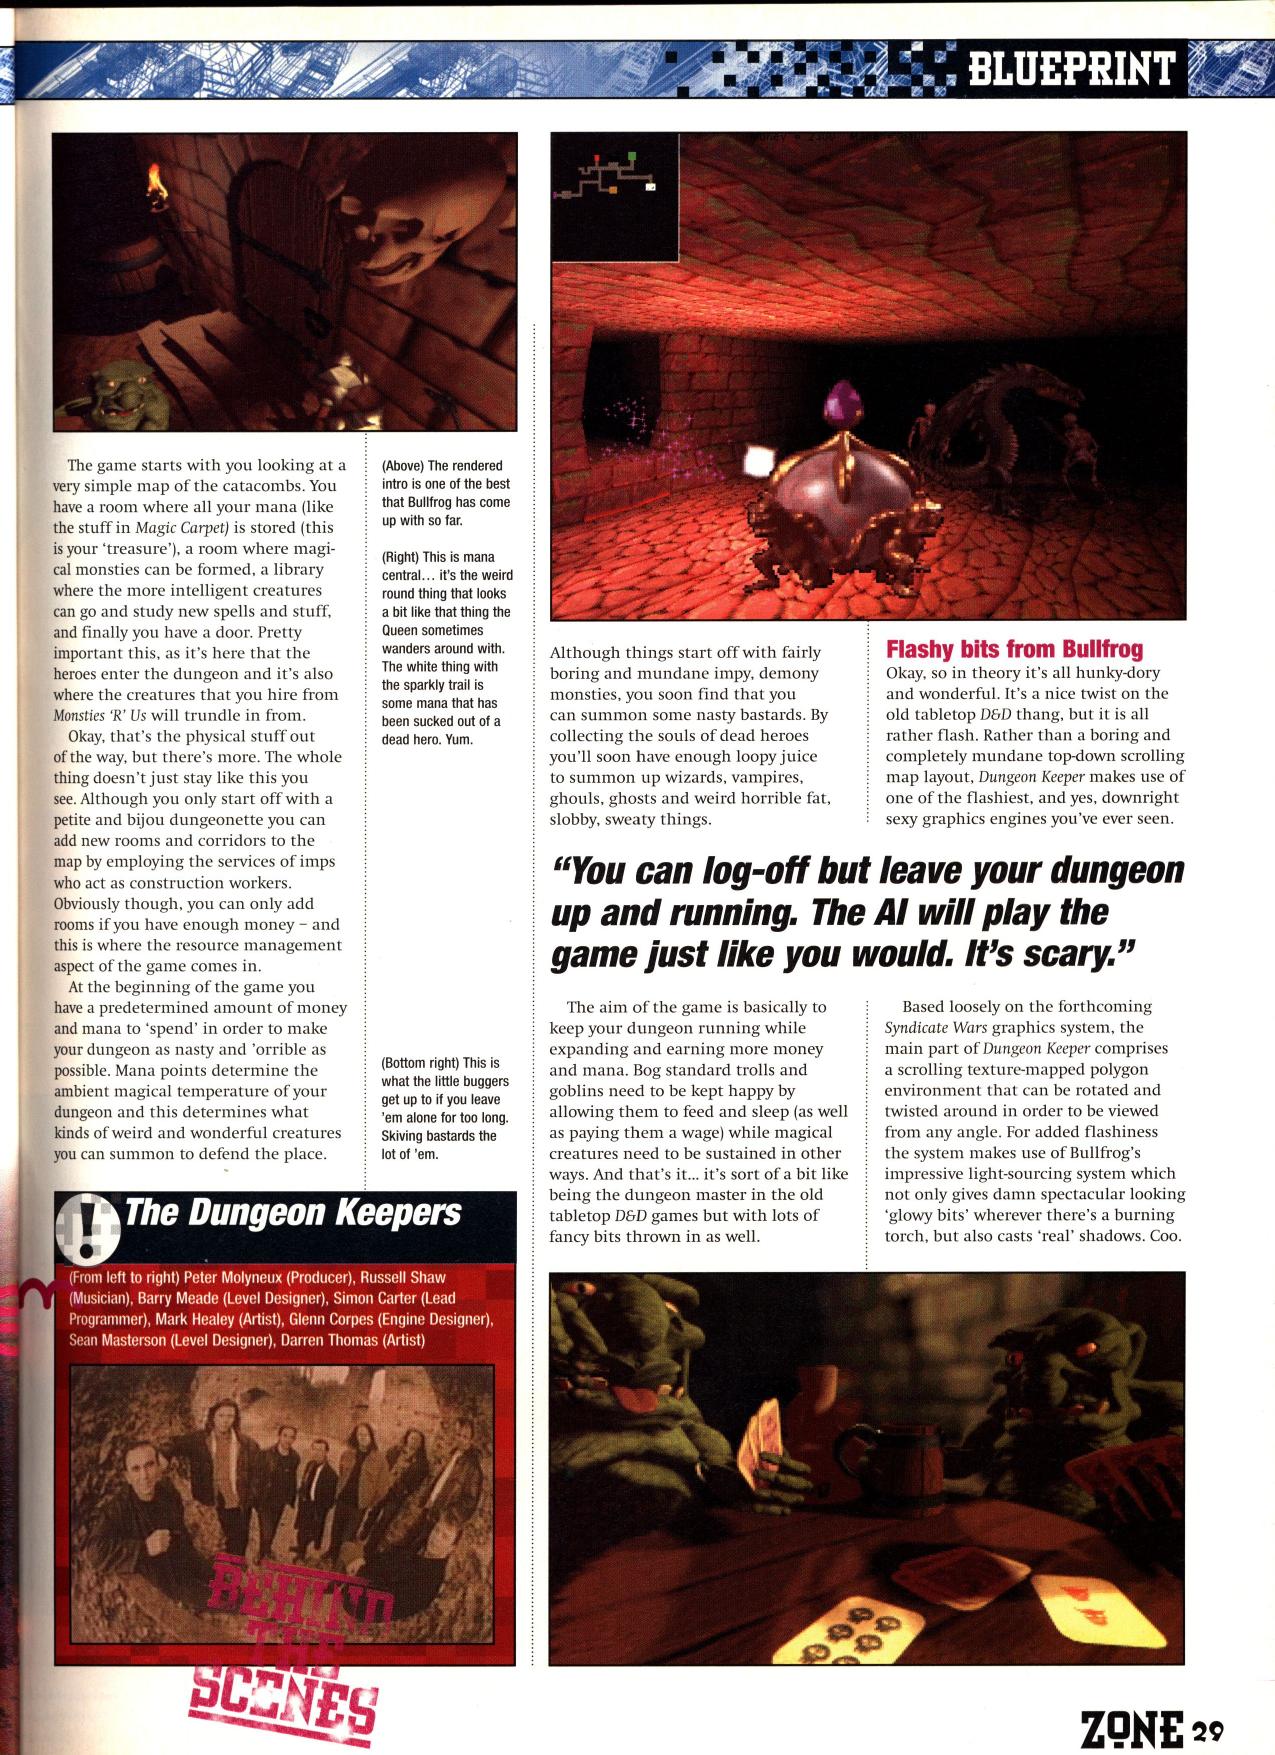 BLUEPRINT
The game starts with you looking at a
very simple map of the catacombs. You
have a room where all your mana (like
the stuff in Magic Carpet) is stored (this
is your ‘treasure’), a room where magi-
cal monsties can be formed, a library
where the more intelligent creatures
can go and study new spells and stuff,
and finally you have a door. Pretty
important this, as it’s here that the
heroes enter the dungeon and it’s also
where the creatures that you hire from
Monsties ‘R’ Us will trundle in from.
Okay, that’s the physical stuff out
of the way, but there’s more. The whole
thing doesn’t just stay like this you
see. Although you only start off with a
petite and bijou dungeonette you can
add new rooms and corridors to the
map by employing the services of imps
who act as construction workers.
Obviously though, you can only add
rooms if you have enough money – and
this is where the resource management
aspect of the game comes in.
At the beginning of the game you
have a predetermined amount of money
and mana to ‘spend’ in order to make
your dungeon as nasty and ’orrible as
possible. Mana points determine the
ambient magical temperature of your
dungeon and this determines what
kinds of weird and wonderful creatures
you can summon to defend the place.
(Above) The rendered
intro is one of the best
that Bullfrog has come
up with so far.
(Right) This is mana
central... it’s the weird
round thing that looks
a bit like that thing the
Queen sometimes
wanders around with.
The white thing with
the sparkly trail is
some mana that has
been sucked out of a
dead hero. Yum.
(Bottom right) This is
what the little buggers
get up to if you leave
’em alone for too long.
Skiving bastards the
lot of ’em.
Although things start off with fairly
boring and mundane impy, demony
monsties, you soon find that you
can summon some nasty bastards. By
collecting the souls of dead heroes
you’ll soon have enough loopy juice
to summon up wizards, vampires,
ghouls, ghosts and weird horrible fat,
slobby, sweaty things.
Flashy bits from Bullfrog
Okay, so in theory it’s all hunky-dory
and wonderful. It’s a nice twist on the
old tabletop D&D thang, but it is all
rather flash. Rather than a boring and
completely mundane top-down scrolling
map layout, Dungeon Keeper makes use of
one of the flashiest, and yes, downright
sexy graphics engines you’ve ever seen.
“You can log-off but leave your dungeon
up and running. The AI will play the
game just like you would. It’s scary.”
The aim of the game is basically to
keep your dungeon running while
expanding and earning more money
and mana. Bog standard trolls and
goblins need to be kept happy by
allowing them to feed and sleep (as well
as paying them a wage) while magical
creatures need to be sustained in other
ways. And that’s it... it’s sort of a bit like
being the dungeon master in the old
tabletop D&D games but with lots of
fancy bits thrown in as well.
Based loosely on the forthcoming
Syndicate Wars graphics system, the
main part of Dungeon Keeper comprises
a scrolling texture-mapped polygon
environment that can be rotated and
twisted around in order to be viewed
from any angle. For added flashiness
the system makes use of Bullfrog’s
impressive light-sourcing system which
not only gives damn spectacular looking
‘glowy bits’ wherever there’s a burning
torch, but also casts ‘real’ shadows. Coo.
! The Dungeon Keepers
(From left to right) Peter Molyneux (Producer), Russell Shaw
(Musician), Barry Meade (Level Designer), Simon Carter (Lead
Programmer), Mark Healey (Artist), Glenn Corpes (Engine Designer),
Sean Masterson (Level Designer), Darren Thomas (Artist)
BEHIND
THE
SCENES
ZONE 29